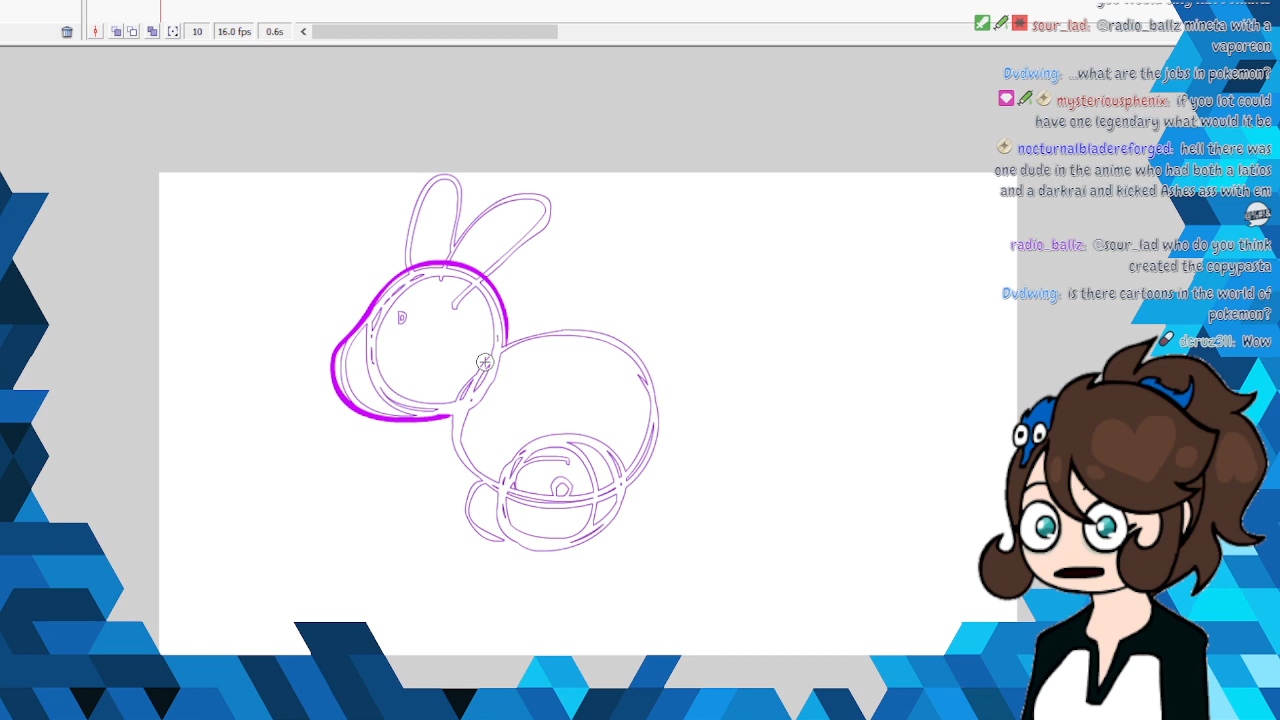 10 16.0 fps 0.6s
sour_lad: @radio_ballz mineta with a
vaporeon
Dvdwing: ...what are the jobs in pokemon?
mysteriousphenix: if you lot could
have one legendary what would it be
nocturnalbladereforged: hell there was
one dude in the anime who had both a latios
and a darkrai and kicked Ashes ass with em
radio_ballz: @sour_lad who do you think
created the copypasta
Dvdwing: is there cartoons in the world of
pokemon?
dcruz311: Wow